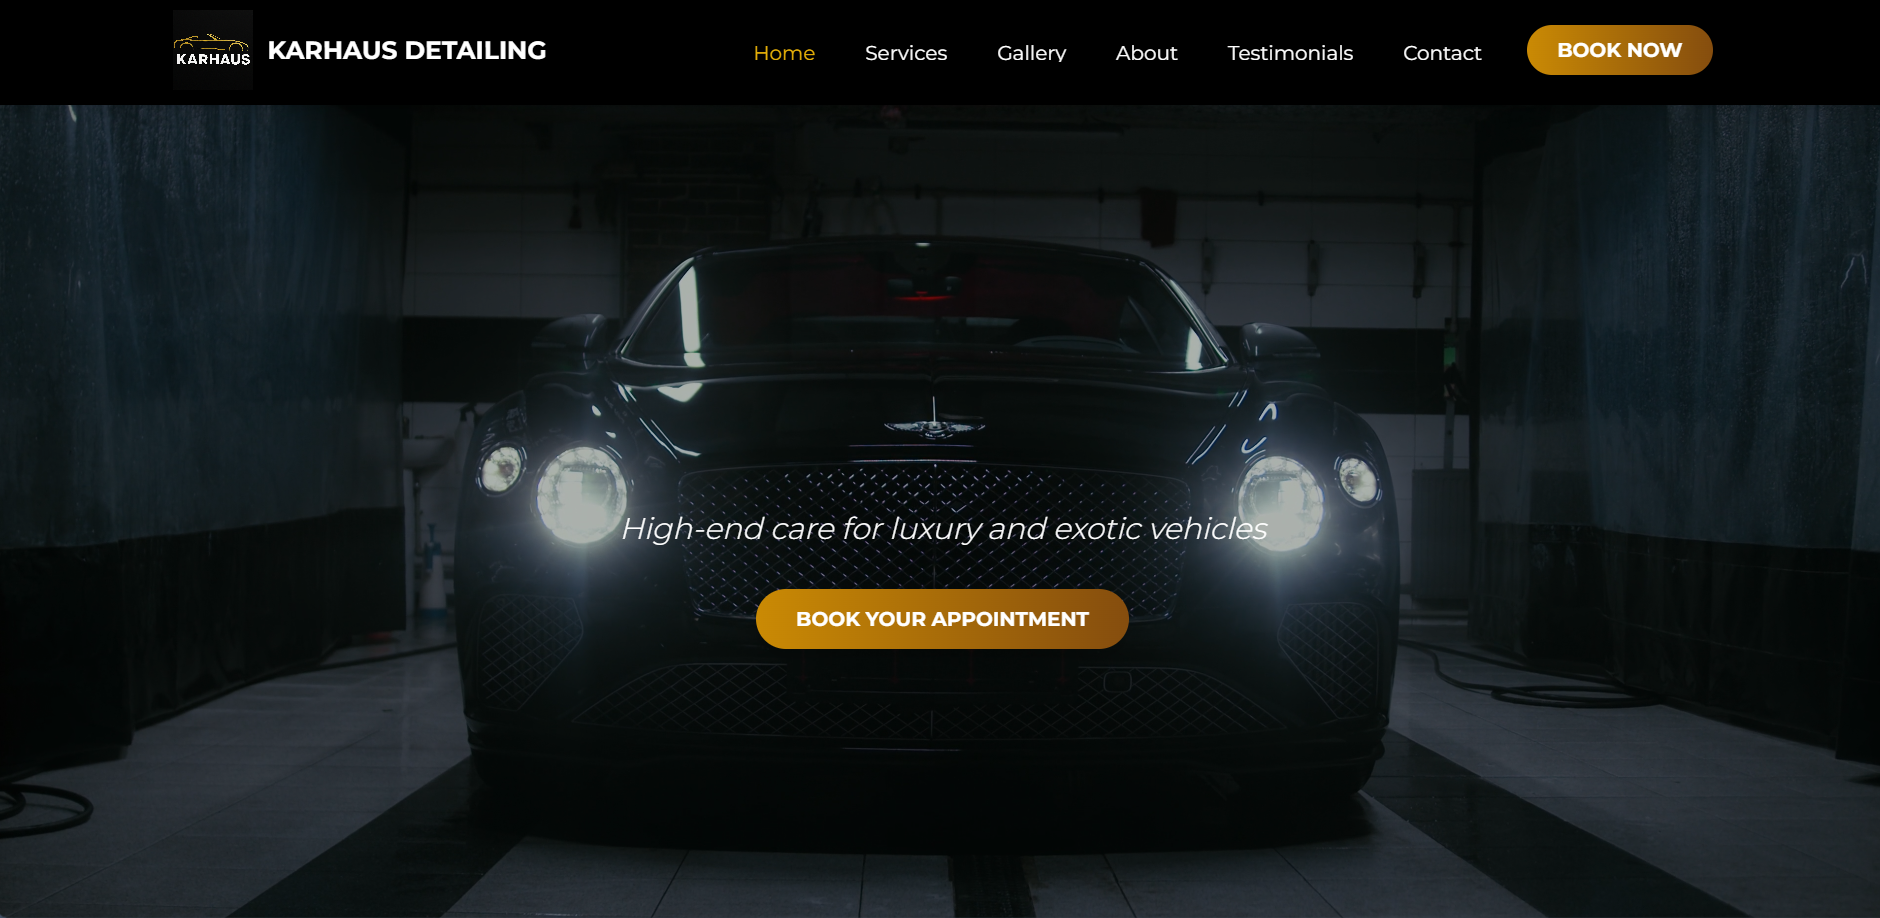 KARHAUS
KARHAUS DETAILING
Home
Services
Gallery
About
Testimonials
Contact
BOOK NOW
High-end care for luxury and exotic vehicles
BOOK YOUR APPOINTMENT